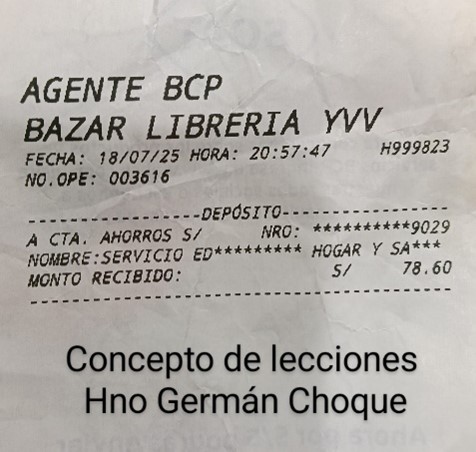 AGENTE BCP
BAZAR LIBRERIA YVV
FECHA: 18/07/25 HORA: 20:57:47 H999823
NO.OPE: 003616
-----------------DEPÓSITO-----------------
A CTA. AHORROS S/ NRO: **********9029
NOMBRE:SERVICIO ED********* HOGAR Y SA***
MONTO RECIBIDO: S/ 78.60
------------------------------------------
Concepto de lecciones
Hno Germán Choque